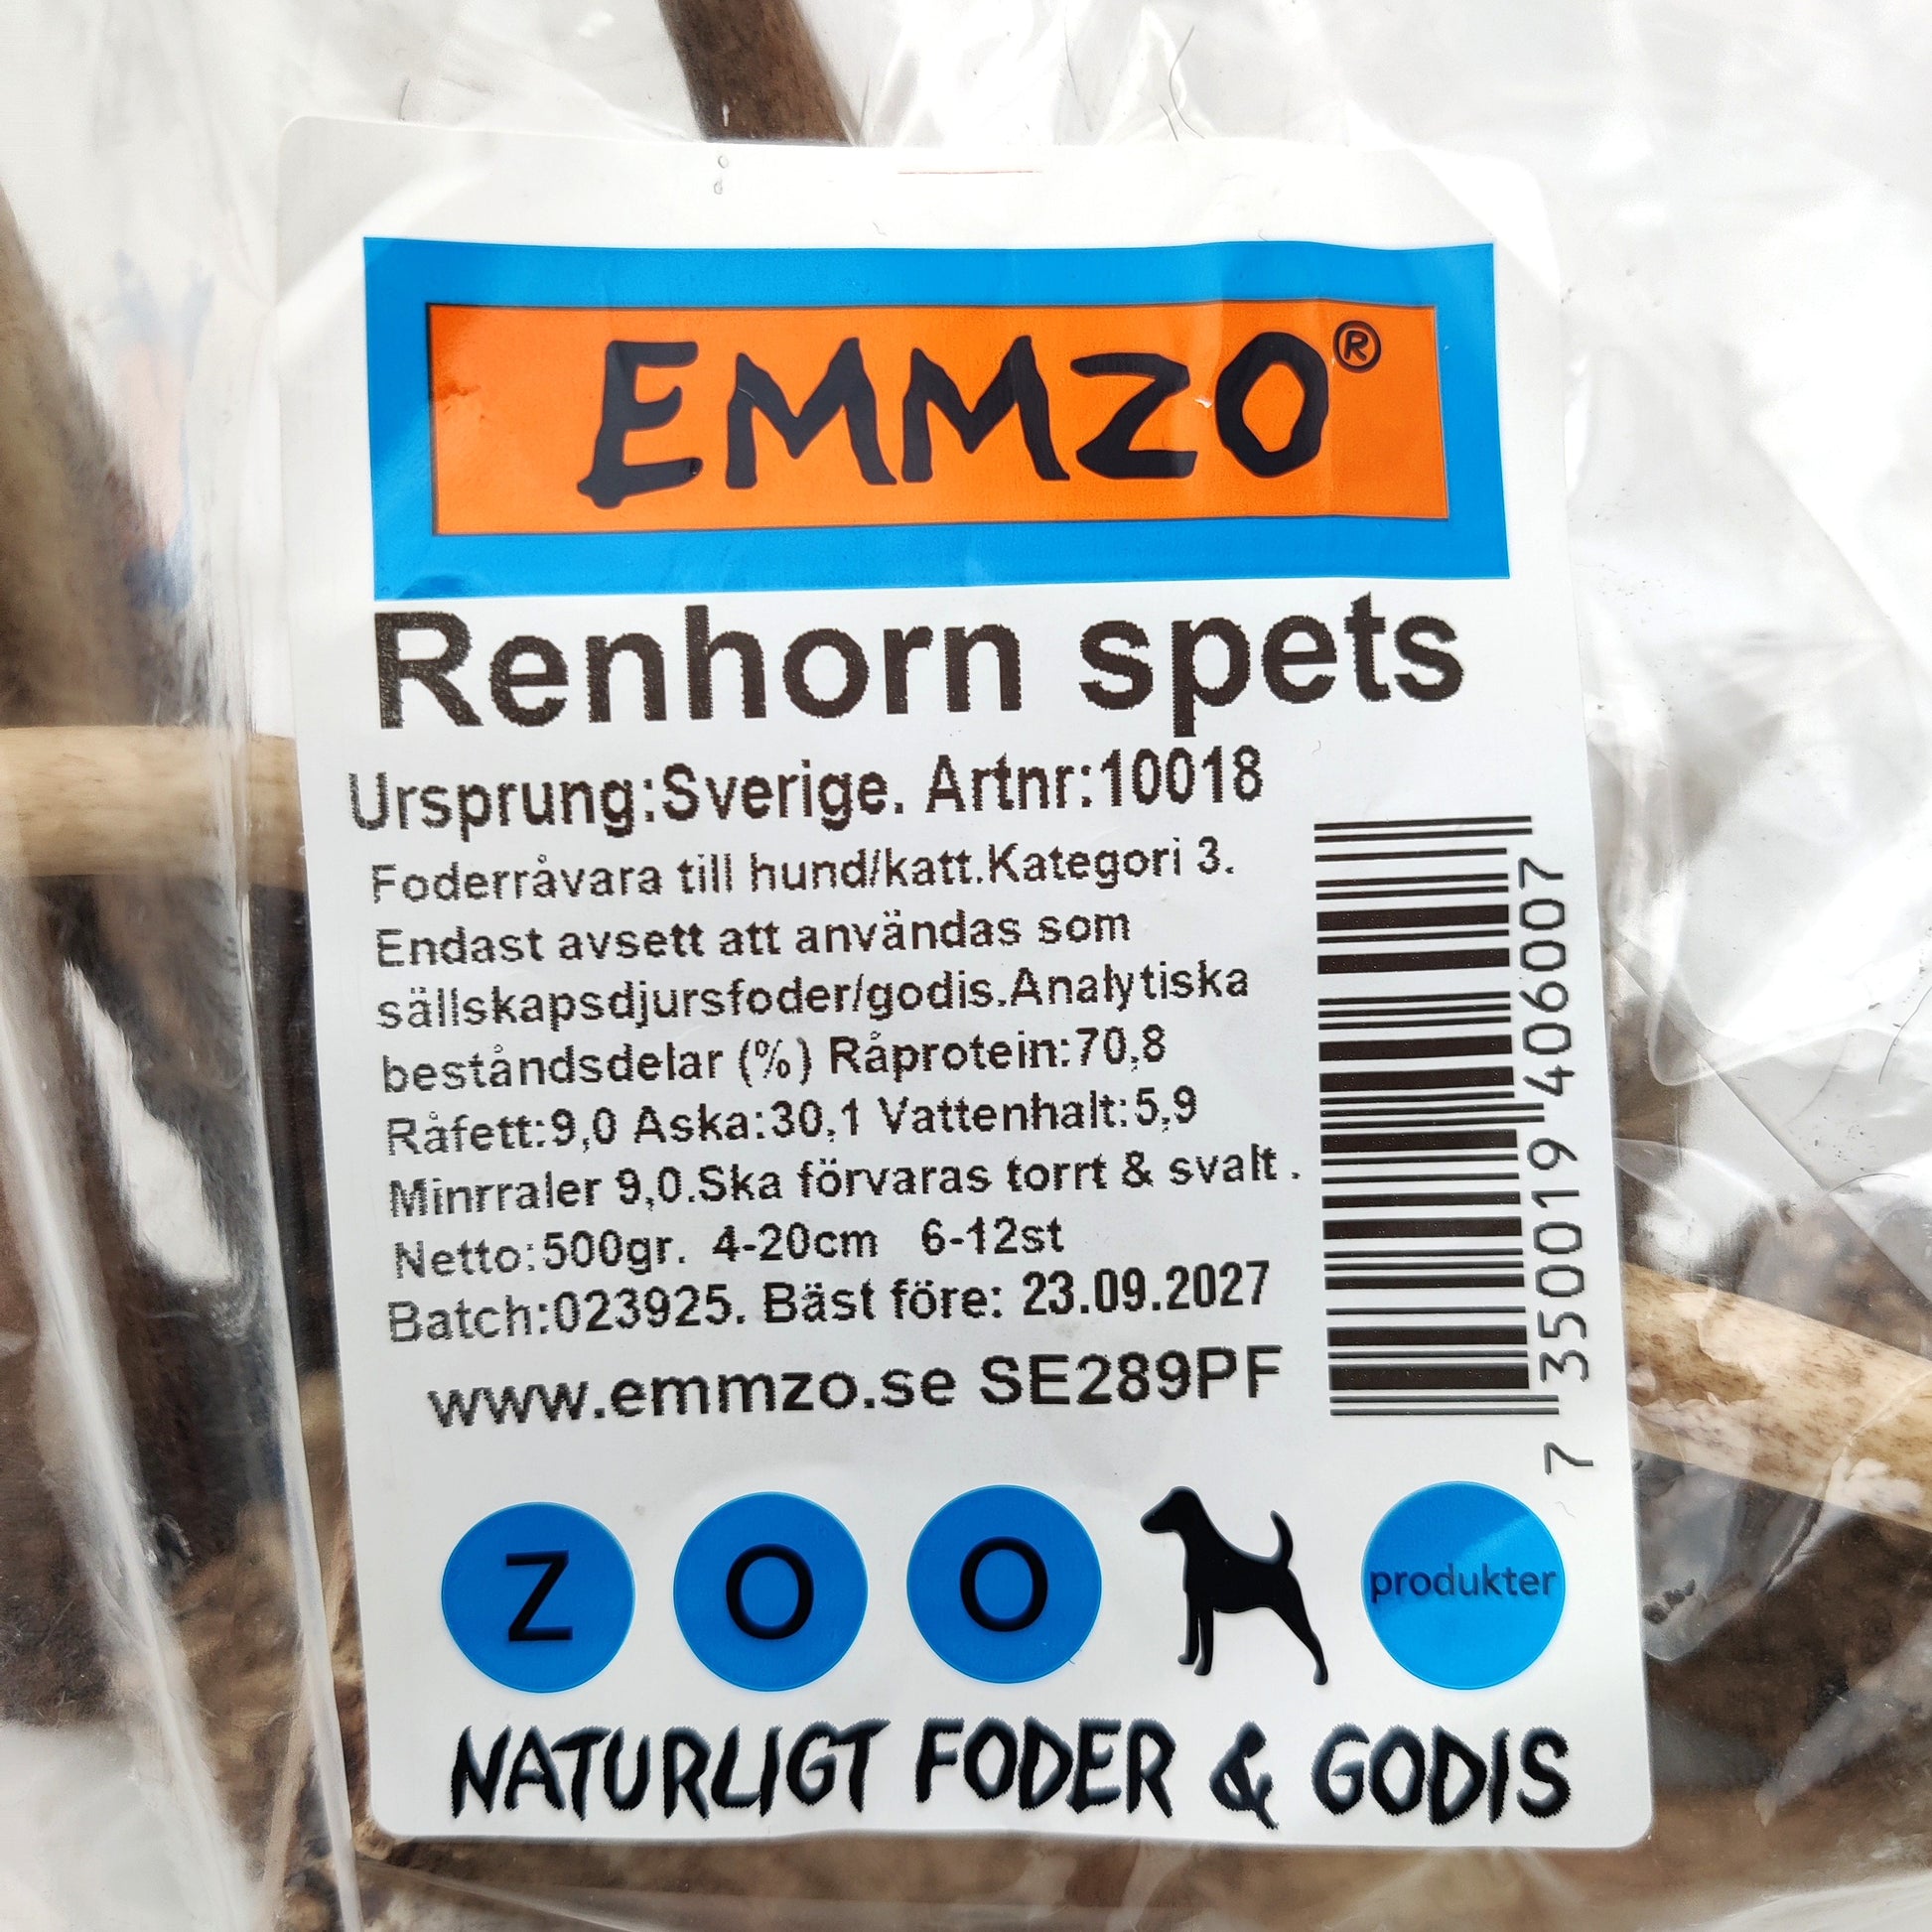 EMMZO®
Renhorn spets
Ursprung:Sverige. Artnr:10018
Foderråvara till hund/katt.Kategori 3.
Endast avsett att användas som
sällskapsdjursfoder/godis.Analytiska
beståndsdelar (%) Råprotein:70,8
Råfett:9,0 Aska:30,1 Vattenhalt:5,9
Minrraler 9,0.Ska förvaras torrt & svalt .
Netto:500gr. 4-20cm 6-12st
Batch:023925. Bäst före: 23.09.2027
www.emmzo.se SE289PF
7 350019 406007
ZOO produkter
NATURLIGT FODER & GODIS